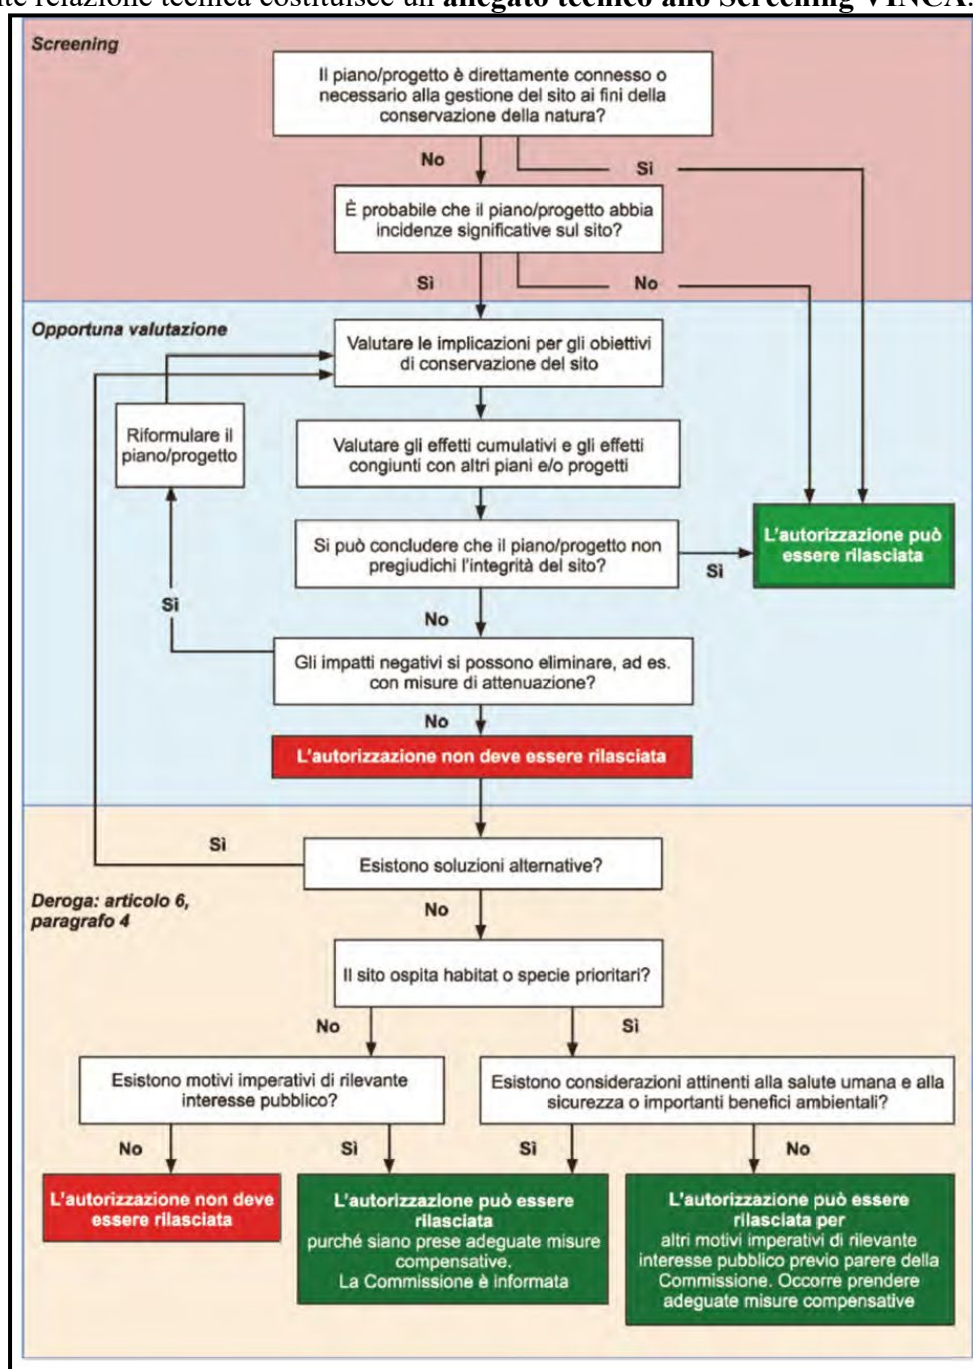 relazione tecnica costituisce un allegato tecnico allo Screening VINCA.
Screening
Il piano/progetto è direttamente connesso o
necessario alla gestione del sito ai fini della
conservazione della natura?
No
Sì
È probabile che il piano/progetto abbia
incidenze significative sul sito?
Sì
No
Opportuna valutazione
Valutare le implicazioni per gli obiettivi
di conservazione del sito
Riformulare il
piano/progetto
Valutare gli effetti cumulativi e gli effetti
congiunti con altri piani e/o progetti
L'autorizzazione può
essere rilasciata
Si può concludere che il piano/progetto non
pregiudichi l'integrità del sito?
Sì
Sì
No
Gli impatti negativi si possono eliminare, ad es.
con misure di attenuazione?
No
L'autorizzazione non deve essere rilasciata
Sì
Esistono soluzioni alternative?
Deroga: articolo 6,
paragrafo 4
No
Il sito ospita habitat o specie prioritari?
No
Sì
Esistono motivi imperativi di rilevante
interesse pubblico?
Esistono considerazioni attinenti alla salute umana e alla
sicurezza o importanti benefici ambientali?
No
Sì
Sì
No
L'autorizzazione non deve
essere rilasciata
L'autorizzazione può essere
rilasciata
purché siano prese adeguate misure
compensative.
La Commissione è informata
L'autorizzazione può essere
rilasciata per
altri motivi imperativi di rilevante
interesse pubblico previo parere della
Commissione. Occorre prendere
adeguate misure compensative